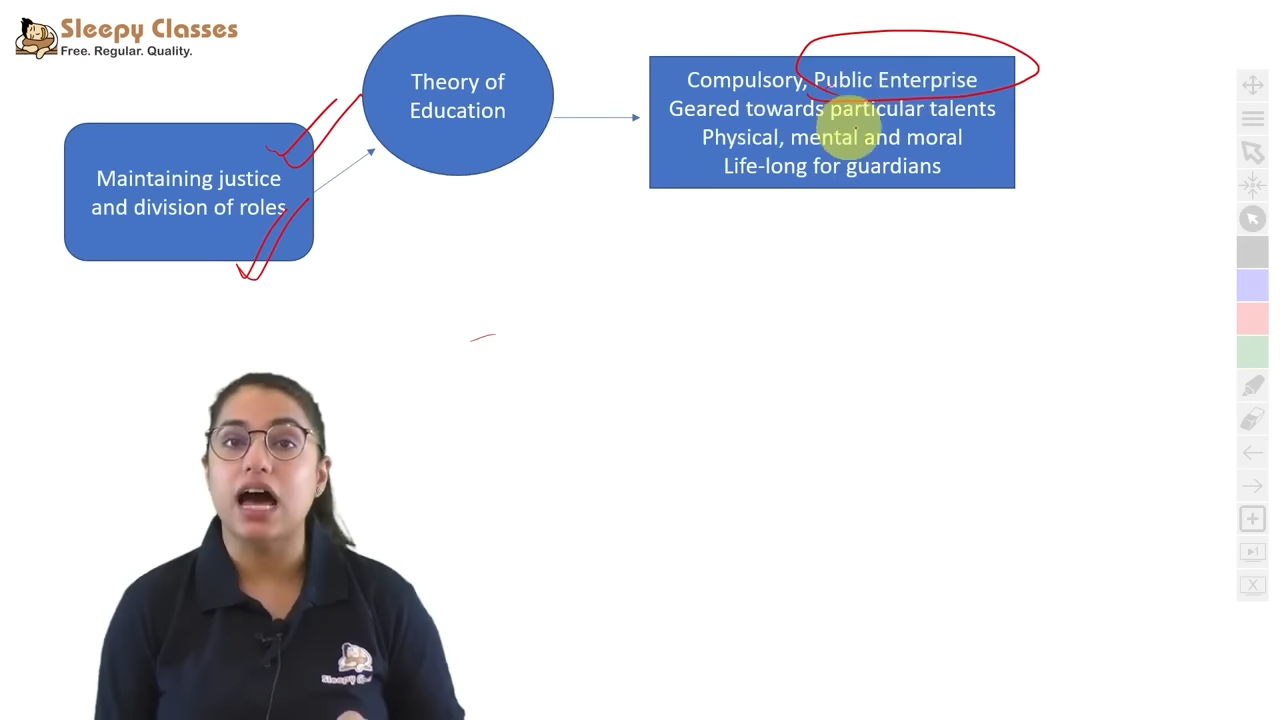 Sleepy Classes
Free. Regular. Quality.
Theory of
Education
Compulsory, Public Enterprise
Geared towards particular talents
Physical, mental and moral
Life-long for guardians
Maintaining justice
and division of roles